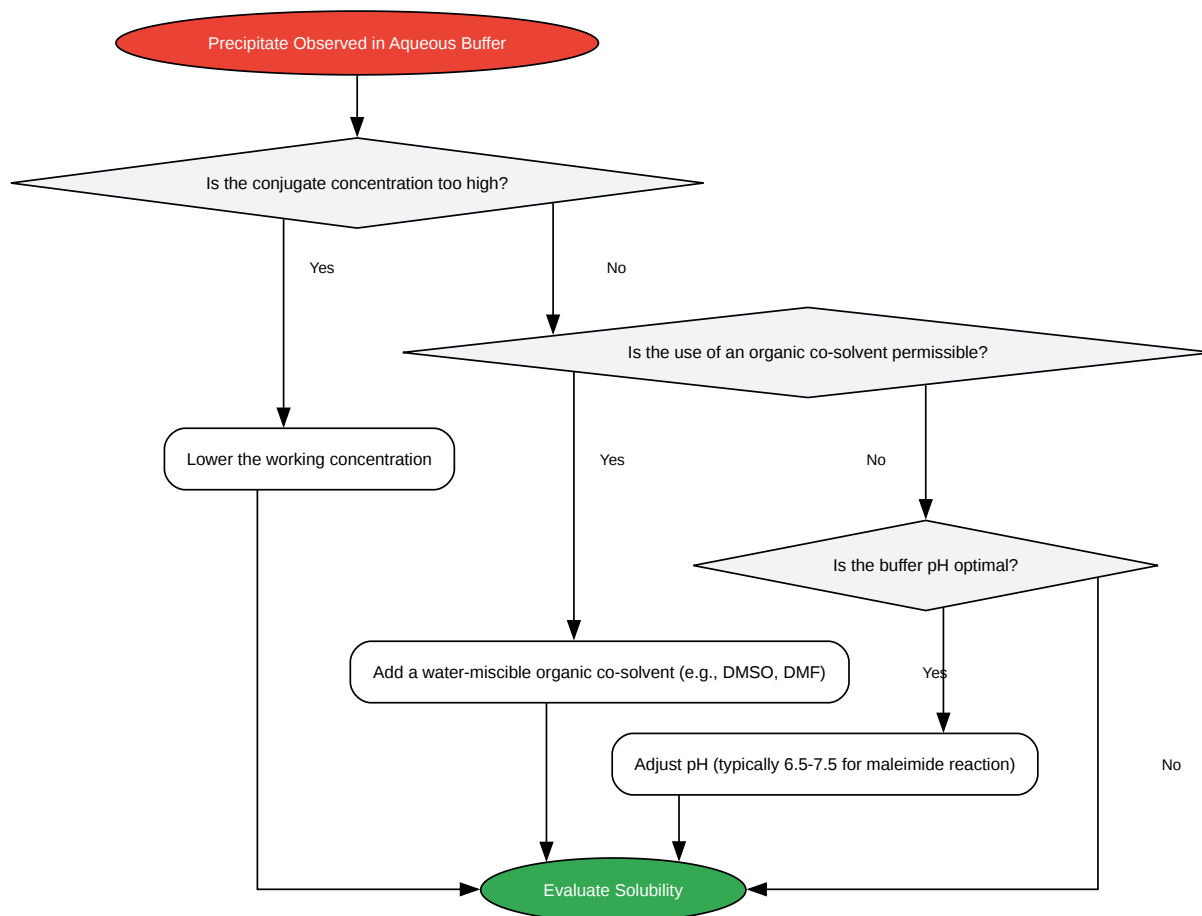 Precipitate Observed in Aqueous Buffer
Is the conjugate concentration too high?
Yes
No
Is the use of an organic co-solvent permissible?
Lower the working concentration
Yes
No
Is the buffer pH optimal?
Add a water-miscible organic co-solvent (e.g., DMSO, DMF)
Yes
Adjust pH (typically 6.5-7.5 for maleimide reaction)
No
Evaluate Solubility